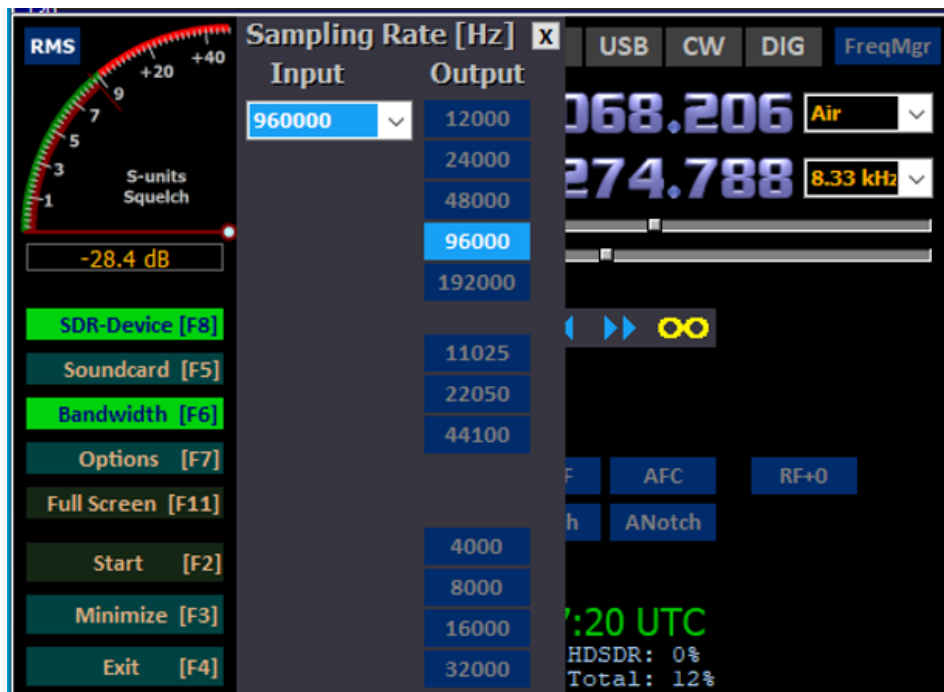 RMS
+20
+40
9
7
5
3
1
S-units
Squelch
-28.4 dB
SDR-Device [F8]
Soundcard [F5]
Bandwidth [F6]
Options [F7]
Full Screen [F11]
Start [F2]
Minimize [F3]
Exit [F4]
Sampling Rate [Hz] X
Input Output
960000
12000
24000
48000
96000
192000
11025
22050
44100
4000
8000
16000
32000
USB CW DIG FreqMgr
068.206 Air
274.788 8.33 kHz
AFC RF+0
ANotch
:20 UTC
HDSDR: 0%
Total: 12%